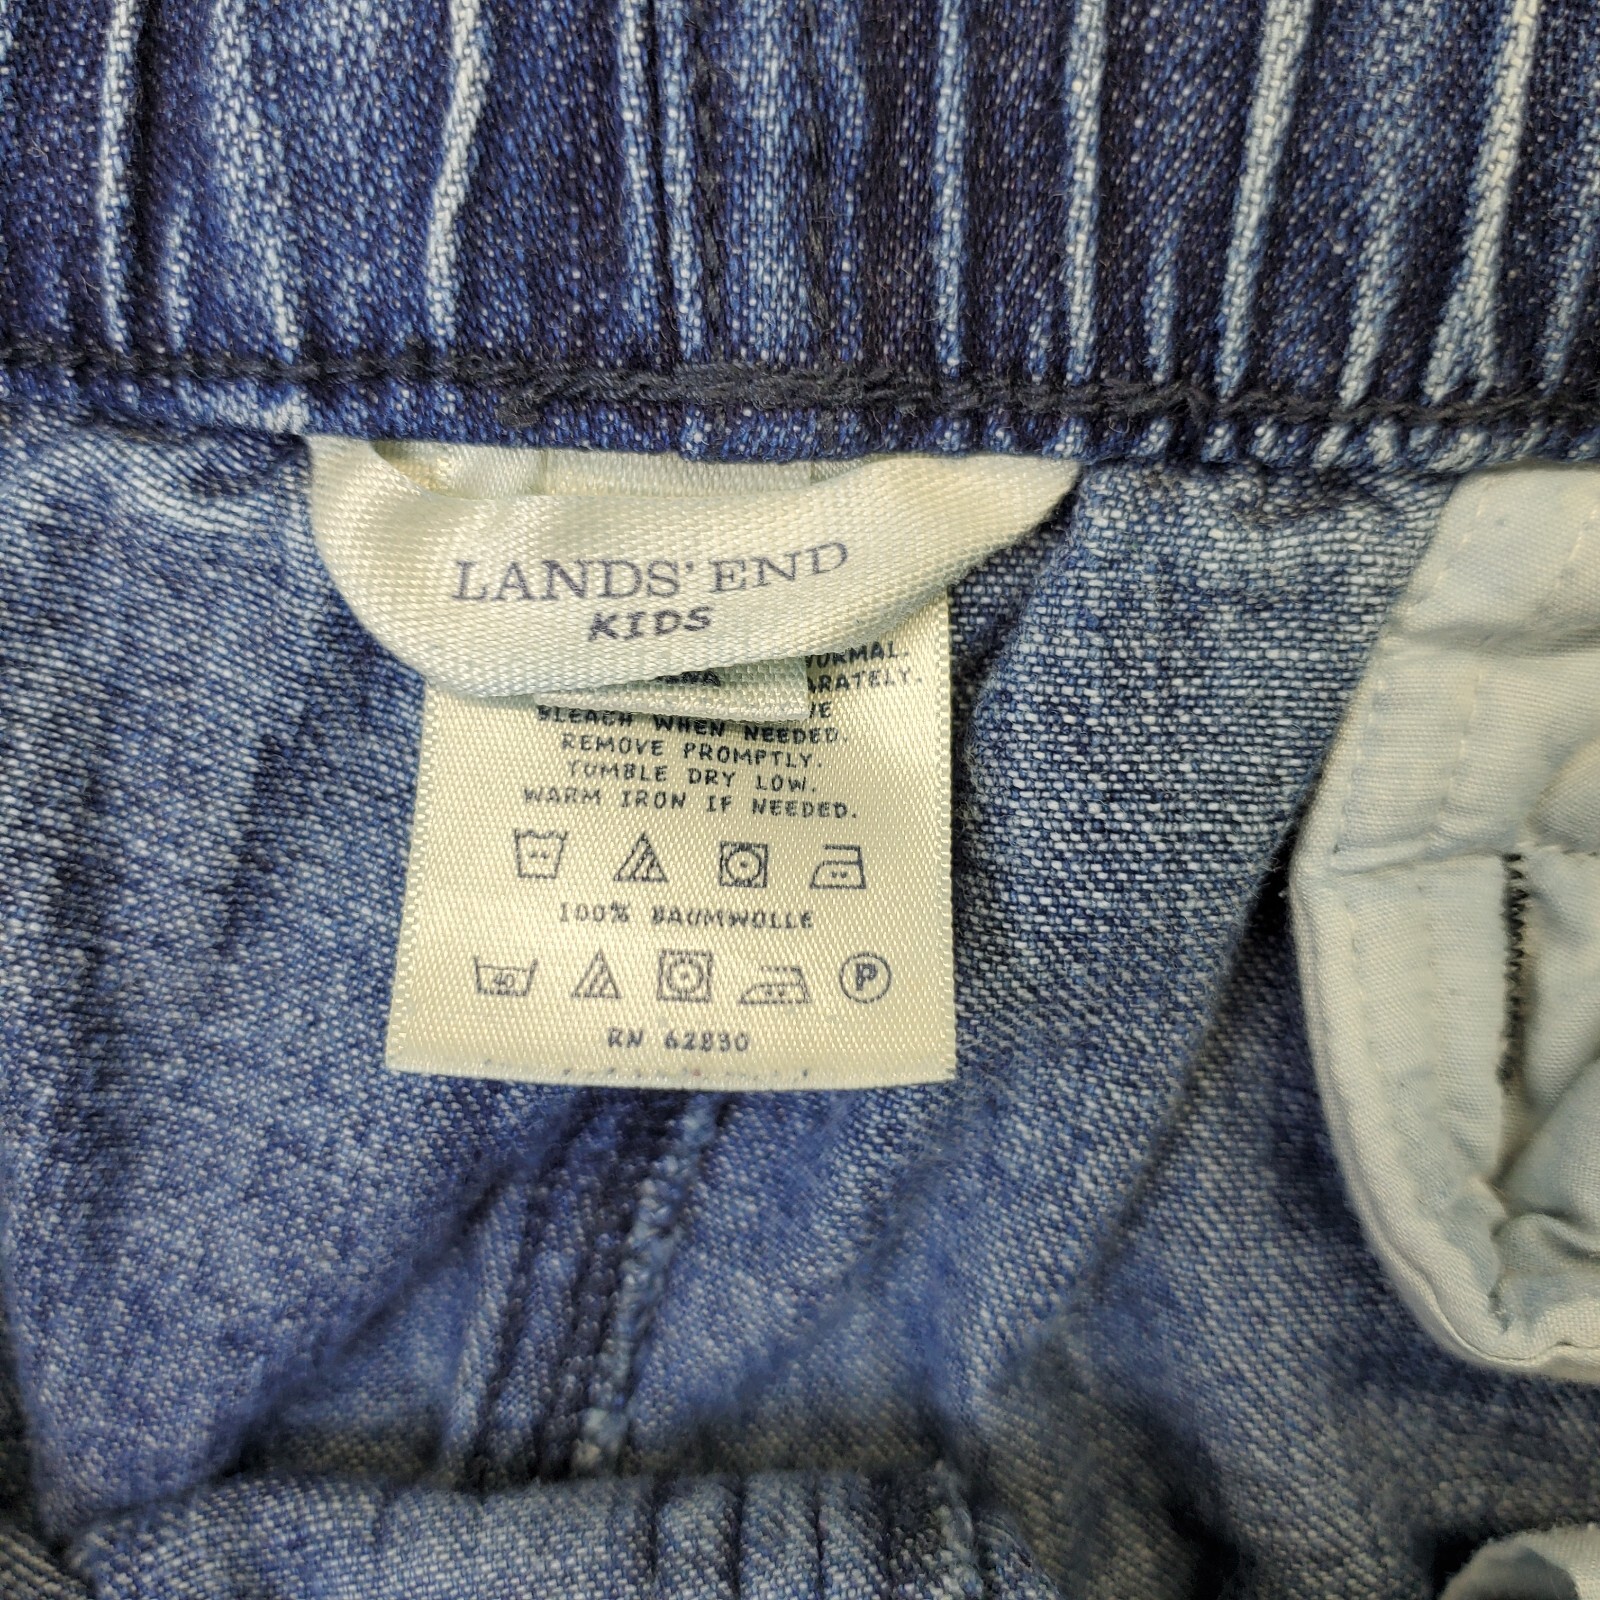 LANDS' END
KIDS
NORMAL.
BLEACH WHEN NEEDED.
REMOVE PROMPTLY.
TUMBLE DRY LOW.
WARM IRON IF NEEDED.
100% BAUMWOLLE
40
P
RN 62830